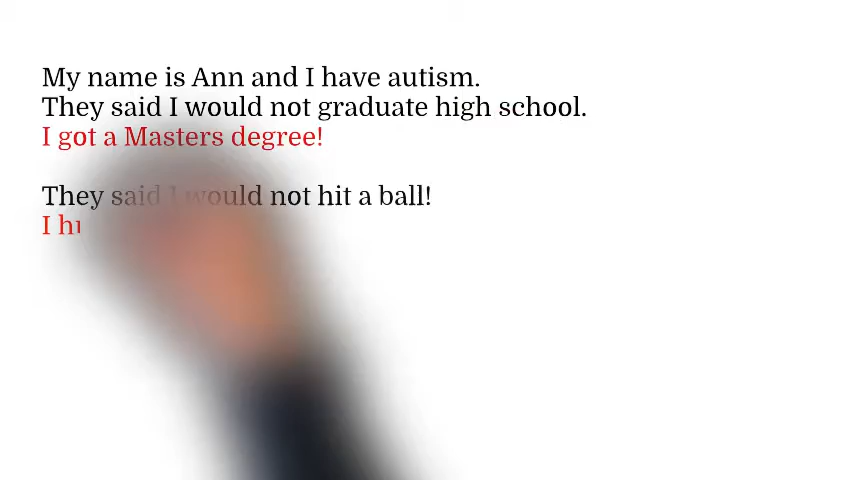 My name is Ann and I have autism.
They said I would not graduate high school.
I got a Masters degree!
They said I would not hit a ball!
I